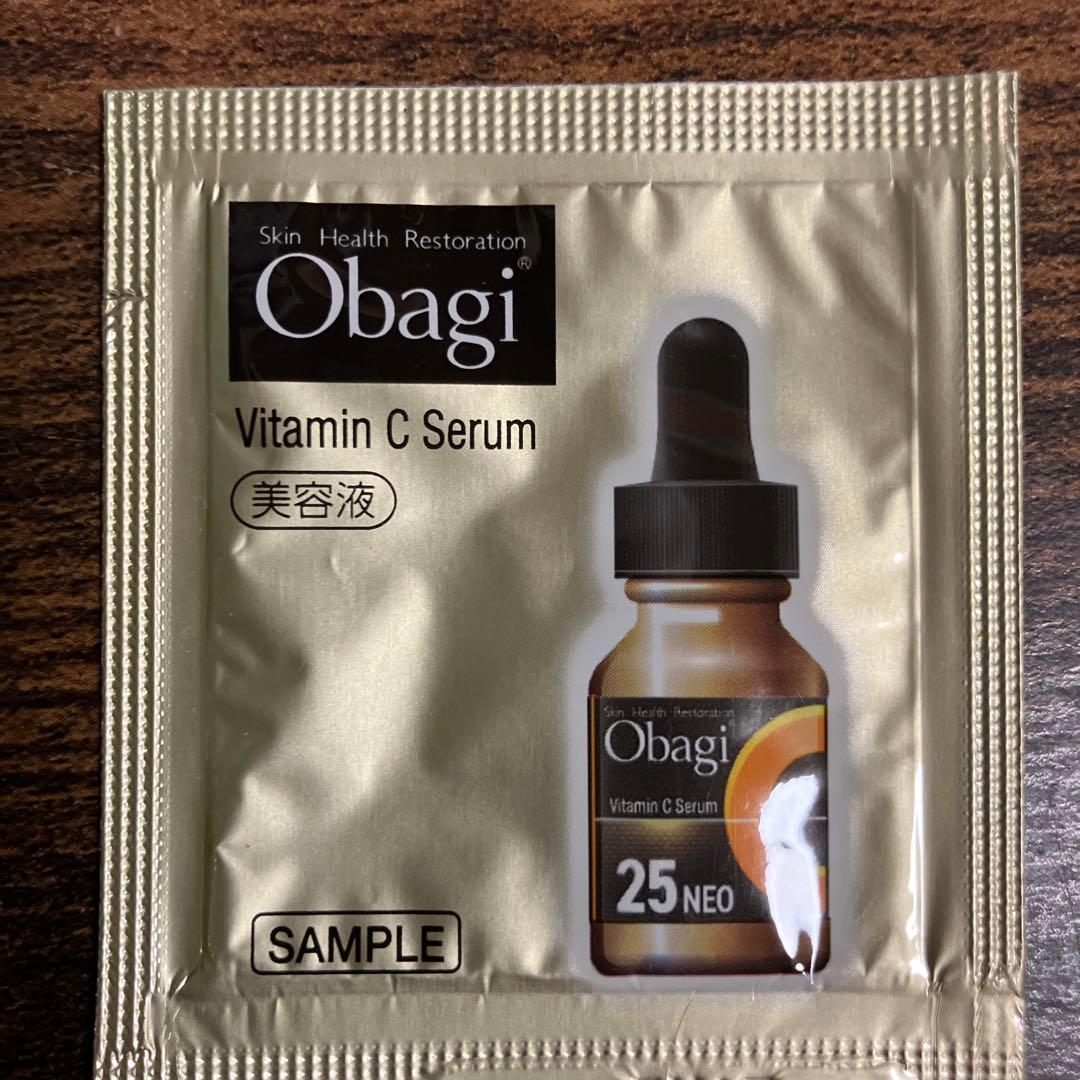 Skin Health Restoration
Obagi®
Vitamin C Serum
美容液
Skin Health Restoration
Obagi
Vitamin C Serum
25 NEO
SAMPLE